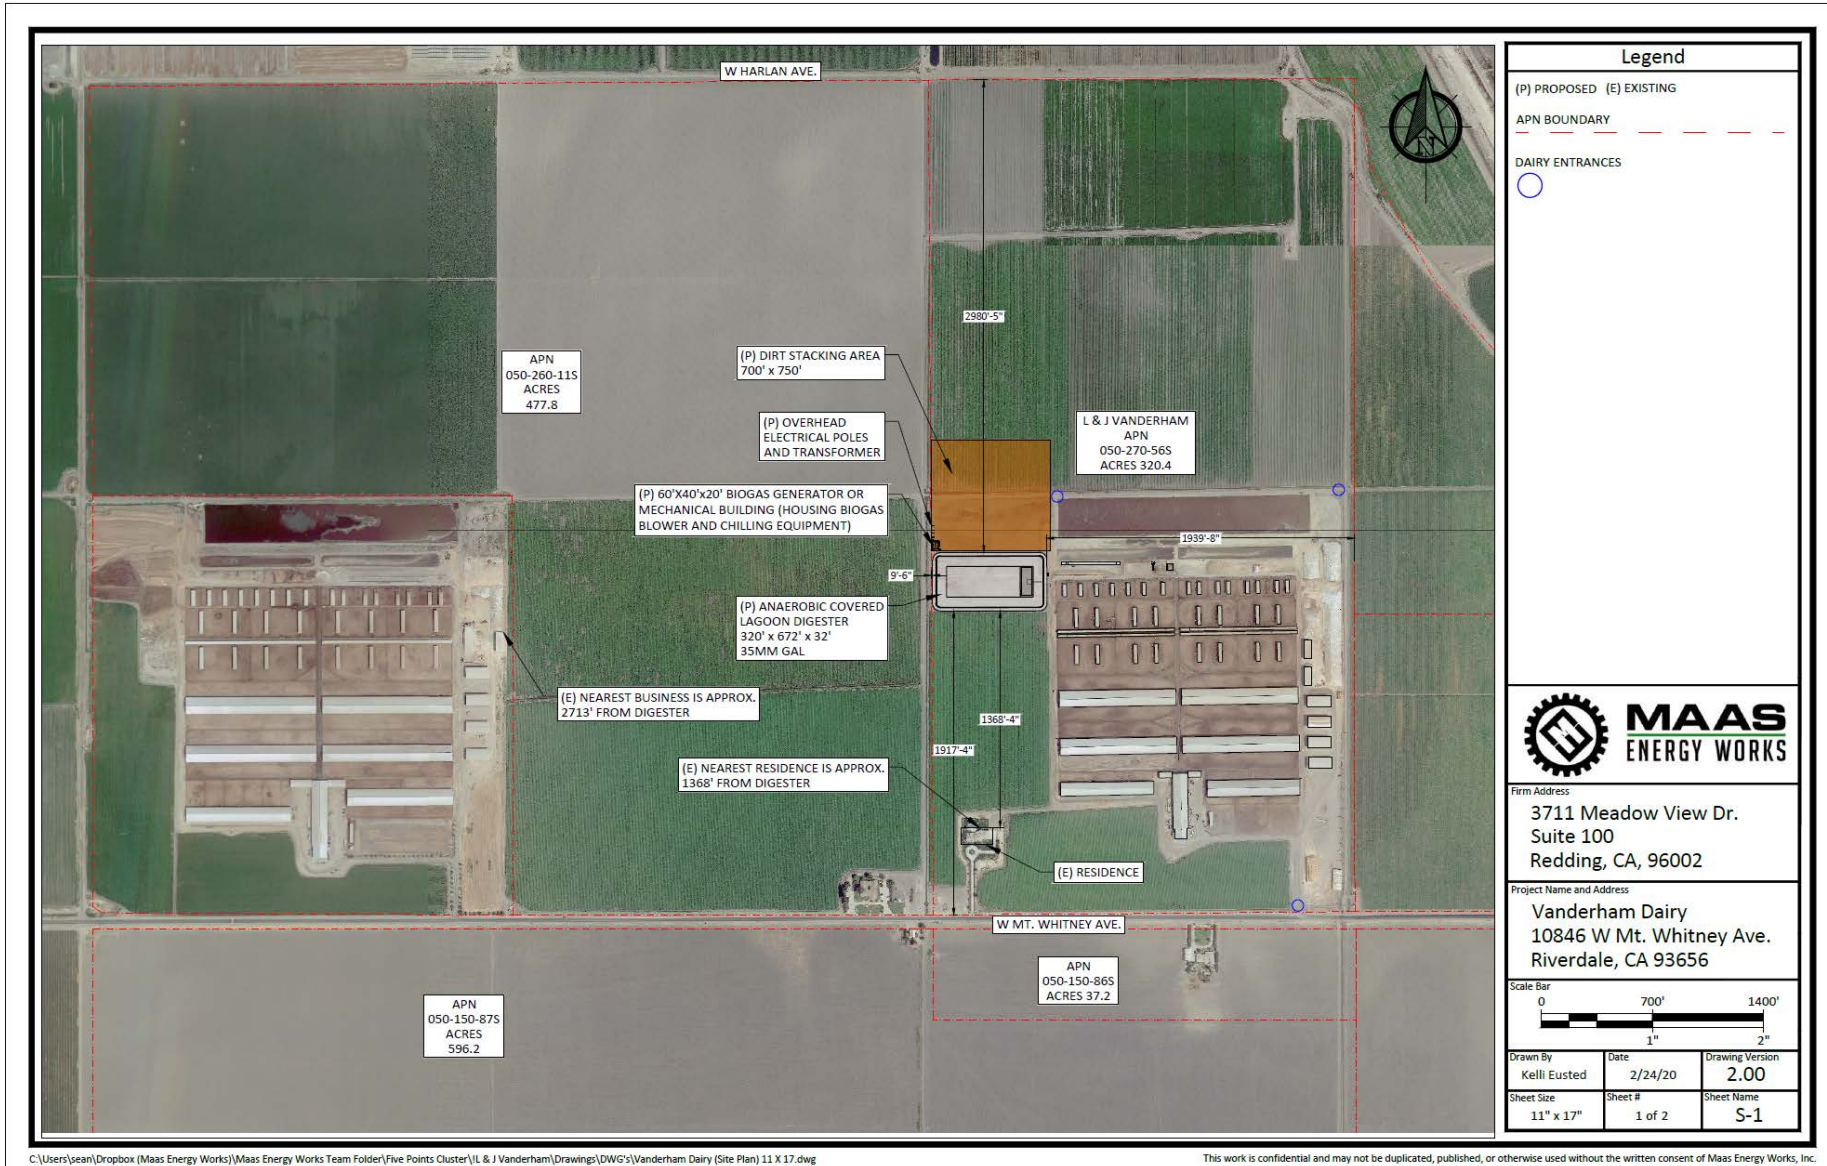 W HARLAN AVE.
2980'-5"
(P) DIRT STACKING AREA
700' x 750'
APN
050-260-11S
ACRES
477.8
(P) OVERHEAD
ELECTRICAL POLES
AND TRANSFORMER
L & J VANDERHAM
APN
050-270-56S
ACRES 320.4
(P) 60'X40'x20' BIOGAS GENERATOR OR
MECHANICAL BUILDING (HOUSING BIOGAS
BLOWER AND CHILLING EQUIPMENT)
1939'-8"
9'-6"
(P) ANAEROBIC COVERED
LAGOON DIGESTER
320' x 672' x 32'
35MM GAL
(E) NEAREST BUSINESS IS APPROX.
2713' FROM DIGESTER
1368'-4"
1917'-4"
(E) NEAREST RESIDENCE IS APPROX.
1368' FROM DIGESTER
(E) RESIDENCE
W MT. WHITNEY AVE.
APN
050-150-86S
ACRES 37.2
APN
050-150-87S
ACRES
596.2
N
Legend
(P) PROPOSED (E) EXISTING
APN BOUNDARY
DAIRY ENTRANCES
MAAS
ENERGY WORKS
Firm Address
3711 Meadow View Dr.
Suite 100
Redding, CA, 96002
Project Name and Address
Vanderham Dairy
10846 W Mt. Whitney Ave.
Riverdale, CA 93656
Scale Bar
0 700' 1400'
1" 2"
Drawn By Date Drawing Version
Kelli Eusted 2/24/20 2.00
Sheet Size Sheet # Sheet Name
11" x 17" 1 of 2 S-1
C:\Users\sean\Dropbox (Maas Energy Works)\Maas Energy Works Team Folder\Five Points Cluster\!L & J Vanderham\Drawings\DWG's\Vanderham Dairy (Site Plan) 11 X 17.dwg
This work is confidential and may not be duplicated, published, or otherwise used without the written consent of Maas Energy Works, Inc.